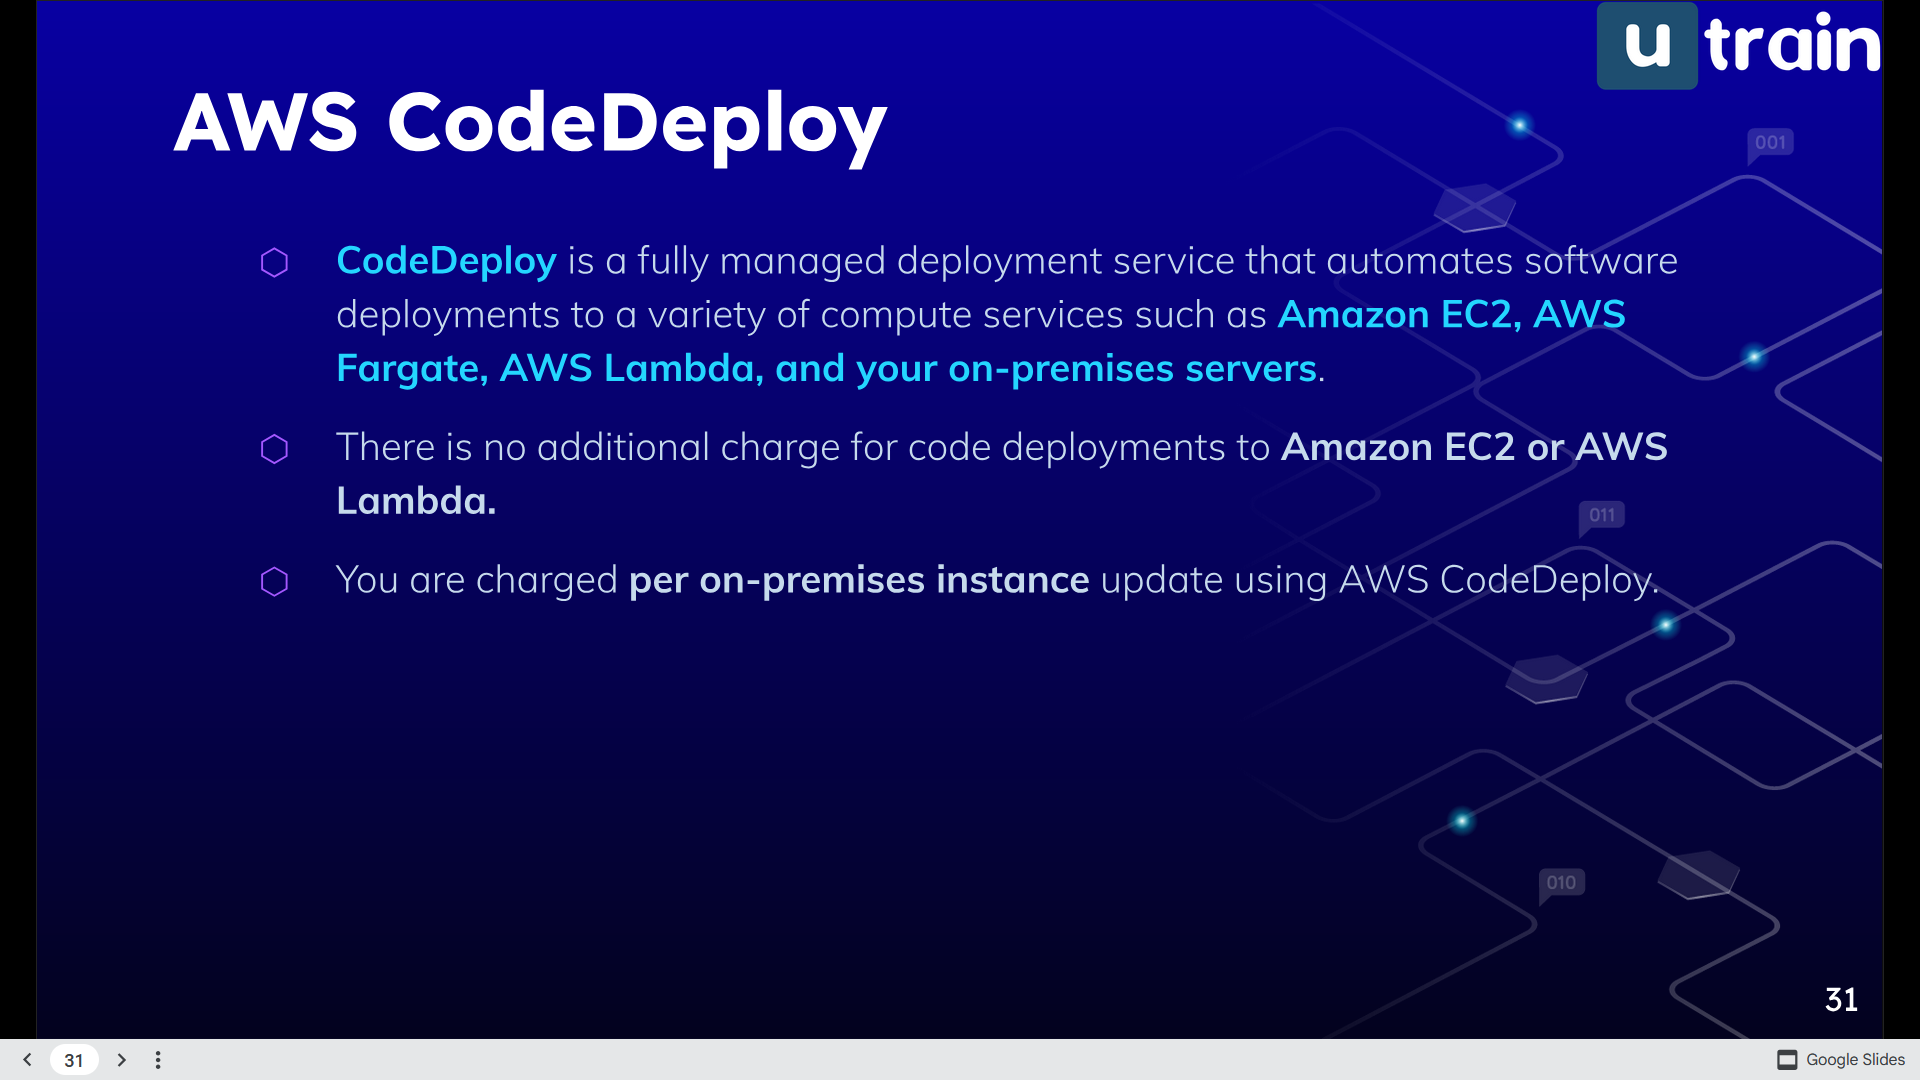 u train
AWS CodeDeploy
001
CodeDeploy is a fully managed deployment service that automates software
deployments to a variety of compute services such as Amazon EC2, AWS
Fargate, AWS Lambda, and your on-premises servers.
There is no additional charge for code deployments to Amazon EC2 or AWS
Lambda.
011
You are charged per on-premises instance update using AWS CodeDeploy.
010
31
31
Google Slides